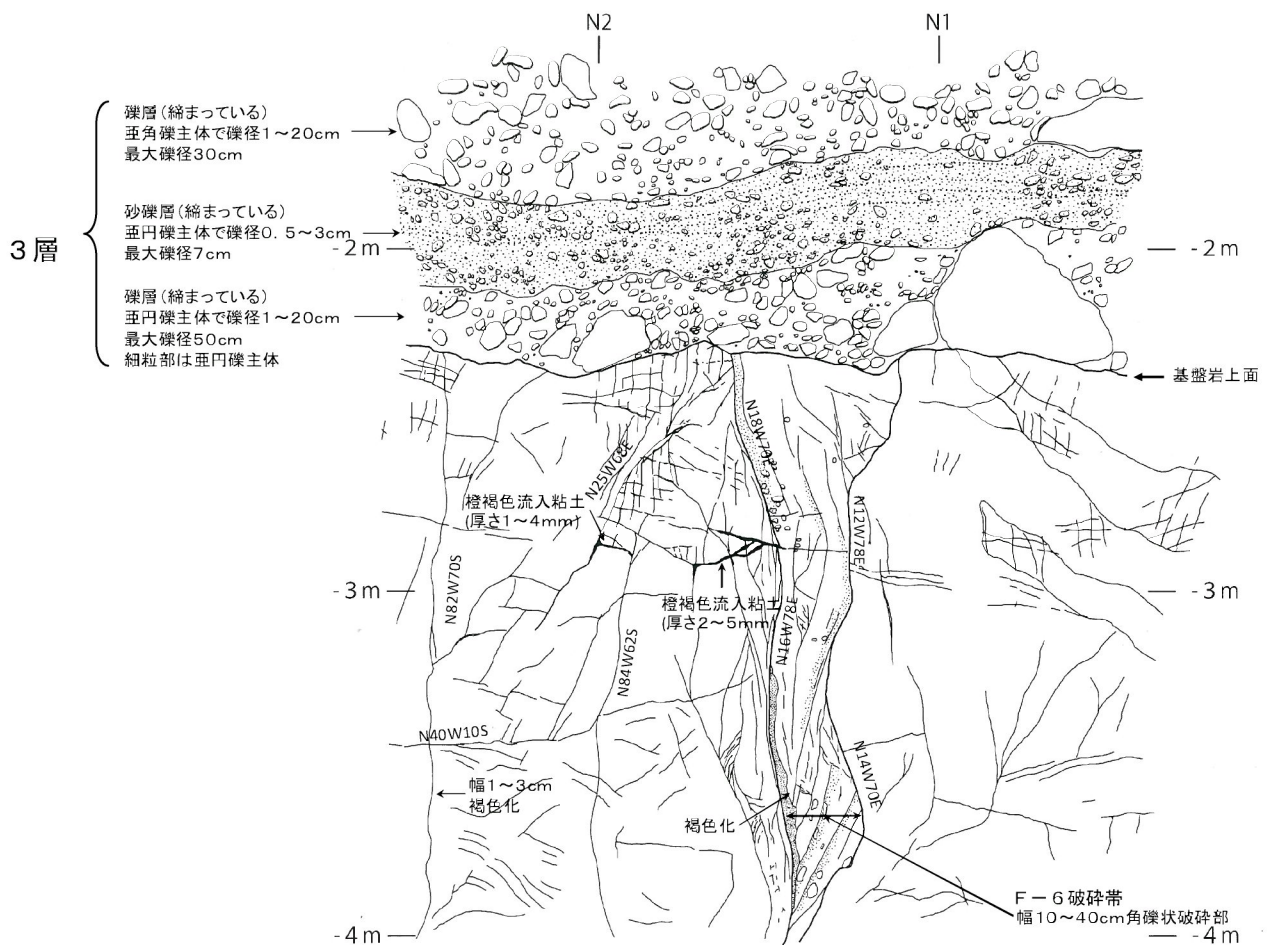 N2
N1
礫層(締まっている)
亜角礫主体で礫径1~20cm
最大礫径30cm
砂礫層(締まっている)
亜円礫主体で礫径0.5~3cm
最大礫径7cm
3層
-2m
-2m
礫層(締まっている)
亜円礫主体で礫径1~20cm
最大礫径50cm
細粒部は亜円礫主体
基盤岩上面
N18W70E
N25W68E
橙褐色流入粘土
(厚さ1~4mm)
N12W78E
N82W70S
-3m
-3m
橙褐色流入粘土
(厚さ2~5mm)
N16W78E
N84W62S
N40W10S
N14W70E
幅1~3cm
褐色化
褐色化
F-6破砕帯
幅10~40cm角礫状破砕部
-4m
-4m